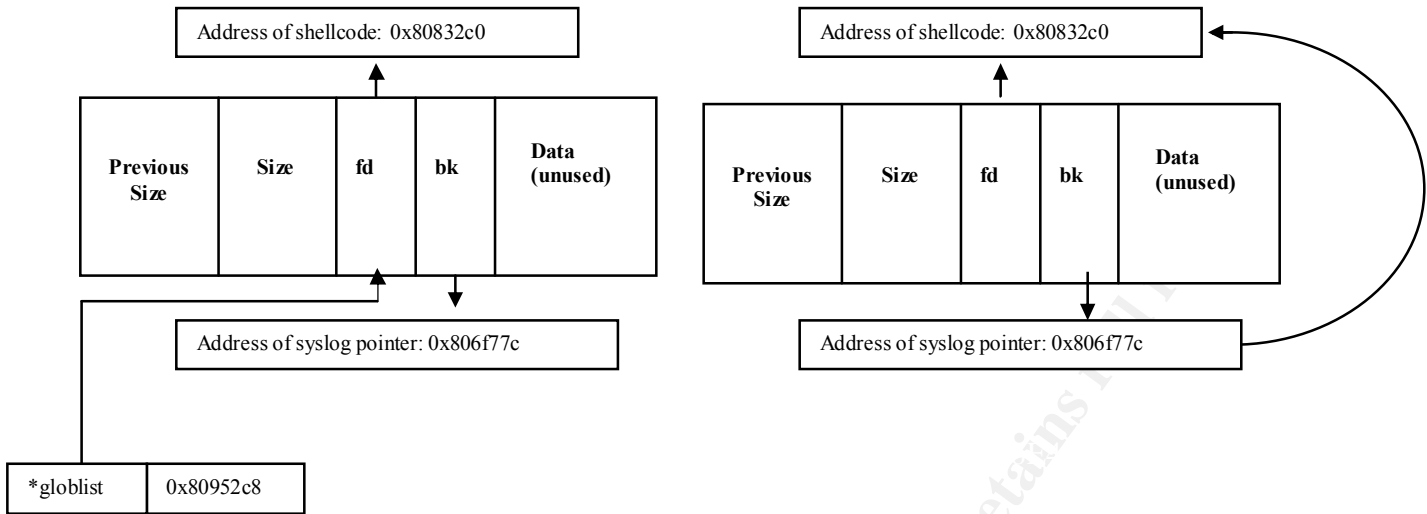 Address of shellcode: 0x80832c0
Previous Size
Size
fd
bk
Data (unused)
Address of syslog pointer: 0x806f77c
*globlist
0x80952c8
Address of shellcode: 0x80832c0
Previous Size
Size
fd
bk
Data (unused)
Address of syslog pointer: 0x806f77c
etains